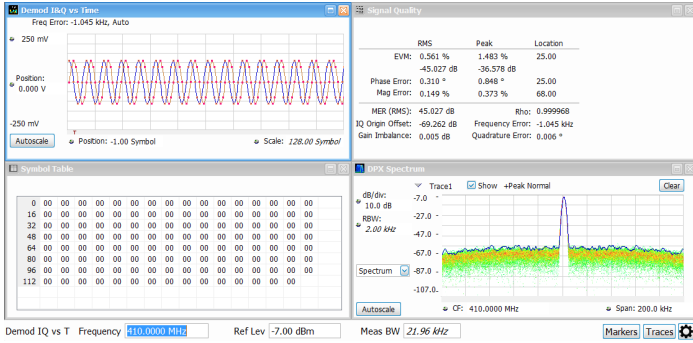 Demod I&Q vs Time
Freq Error: -1.045 kHz, Auto
250 mV
Position:
0.000 V
-250 mV
T
Autoscale Position: -1.00 Symbol Scale: 128.00 Symbol
Signal Quality
RMS Peak Location
EVM: 0.561 % 1.483 % 25.00
-45.027 dB -36.578 dB
Phase Error: 0.310 ° 0.848 ° 25.00
Mag Error: 0.149 % 0.373 % 68.00
MER (RMS): 45.027 dB Rho: 0.999968
IQ Origin Offset: -69.262 dB Frequency Error: -1.045 kHz
Gain Imbalance: 0.005 dB Quadrature Error: 0.006 °
Symbol Table
0 00 00 00 00 00 00 00 00 00 00 00 00 00 00 00 00
16 00 00 00 00 00 00 00 00 00 00 00 00 00 00 00 00
32 00 00 00 00 00 00 00 00 00 00 00 00 00 00 00 00
48 00 00 00 00 00 00 00 00 00 00 00 00 00 00 00 00
64 00 00 00 00 00 00 00 00 00 00 00 00 00 00 00 00
80 00 00 00 00 00 00 00 00 00 00 00 00 00 00 00 00
96 00 00 00 00 00 00 00 00 00 00 00 00 00 00 00 00
112 00 00 00 00 00 00 00 00 00 00 00 00 00 00 00 00
DPX Spectrum
Trace1 Show +Peak Normal Clear
dB/div:
10.0 dB
RBW:
2.00 kHz
-7.0
-27.0
-47.0
-67.0
-87.0
-107.0
Spectrum
Autoscale CF: 410.0000 MHz Span: 200.0 kHz
Demod IQ vs T Frequency 410.0000 MHz Ref Lev -7.00 dBm Meas BW 21.96 kHz Markers Traces